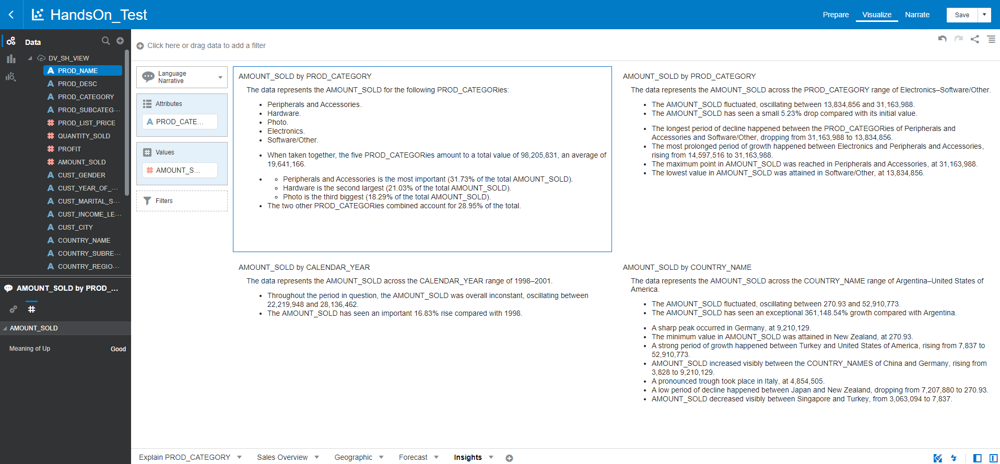 HandsOn_Test
Prepare
Visualize
Narrate
Save
Data
DV_SH_VIEW
A PROD_NAME
A PROD_DESC
A PROD_CATEGORY
A PROD_SUBCATEG...
# PROD_LIST_PRICE
# QUANTITY_SOLD
# PROFIT
# AMOUNT_SOLD
A CUST_GENDER
A CUST_YEAR_OF_...
A CUST_MARITAL_S...
A CUST_INCOME_LE...
A CUST_CITY
A COUNTRY_NAME
A COUNTRY_SUBRE...
A COUNTRY_REGIO...
AMOUNT_SOLD by PROD_...
#
AMOUNT_SOLD
Meaning of Up
Good
Click here or drag data to add a filter
Language
Narrative
Attributes
A PROD_CATE...
# Values
# AMOUNT_S...
Filters
AMOUNT_SOLD by PROD_CATEGORY
The data represents the AMOUNT_SOLD for the following PROD_CATEGORies:
• Peripherals and Accessories.
• Hardware.
• Photo.
• Electronics.
• Software/Other.
• When taken together, the five PROD_CATEGORies amount to a total value of 98,205,831, an average of
19,641,166.
• ◦ Peripherals and Accessories is the most important (31.73% of the total AMOUNT_SOLD).
◦ Hardware is the second largest (21.03% of the total AMOUNT_SOLD).
◦ Photo is the third biggest (18.29% of the total AMOUNT_SOLD).
• The two other PROD_CATEGORies combined account for 28.95% of the total.
AMOUNT_SOLD by PROD_CATEGORY
The data represents the AMOUNT_SOLD across the PROD_CATEGORY range of Electronics–Software/Other.
• The AMOUNT_SOLD fluctuated, oscillating between 13,834,856 and 31,163,988.
• The AMOUNT_SOLD has seen a small 5.23% drop compared with its initial value.
• The longest period of decline happened between the PROD_CATEGORies of Peripherals and
Accessories and Software/Other, dropping from 31,163,988 to 13,834,856.
• The most prolonged period of growth happened between Electronics and Peripherals and Accessories,
rising from 14,597,516 to 31,163,988.
• The maximum point in AMOUNT_SOLD was reached in Peripherals and Accessories, at 31,163,988.
• The lowest value in AMOUNT_SOLD was attained in Software/Other, at 13,834,856.
AMOUNT_SOLD by CALENDAR_YEAR
The data represents the AMOUNT_SOLD across the CALENDAR_YEAR range of 1998–2001.
• Throughout the period in question, the AMOUNT_SOLD was overall inconstant, oscillating between
22,219,948 and 28,136,462.
• The AMOUNT_SOLD has seen an important 16.83% rise compared with 1998.
AMOUNT_SOLD by COUNTRY_NAME
The data represents the AMOUNT_SOLD across the COUNTRY_NAME range of Argentina–United States of
America.
• The AMOUNT_SOLD fluctuated, oscillating between 270.93 and 52,910,773.
• The AMOUNT_SOLD has seen an exceptional 361,148.54% growth compared with Argentina.
• A sharp peak occurred in Germany, at 9,210,129.
• The minimum value in AMOUNT_SOLD was attained in New Zealand, at 270.93.
• A strong period of growth happened between Turkey and United States of America, rising from 7,837 to
52,910,773.
• AMOUNT_SOLD increased visibly between the COUNTRY_NAMES of China and Germany, rising from
3,828 to 9,210,129.
• A pronounced trough took place in Italy, at 4,854,505.
• A low period of decline happened between Japan and New Zealand, dropping from 7,207,880 to 270.93.
• AMOUNT_SOLD decreased visibly between Singapore and Turkey, from 3,063,094 to 7,837.
Explain PROD_CATEGORY
Sales Overview
Geographic
Forecast
Insights